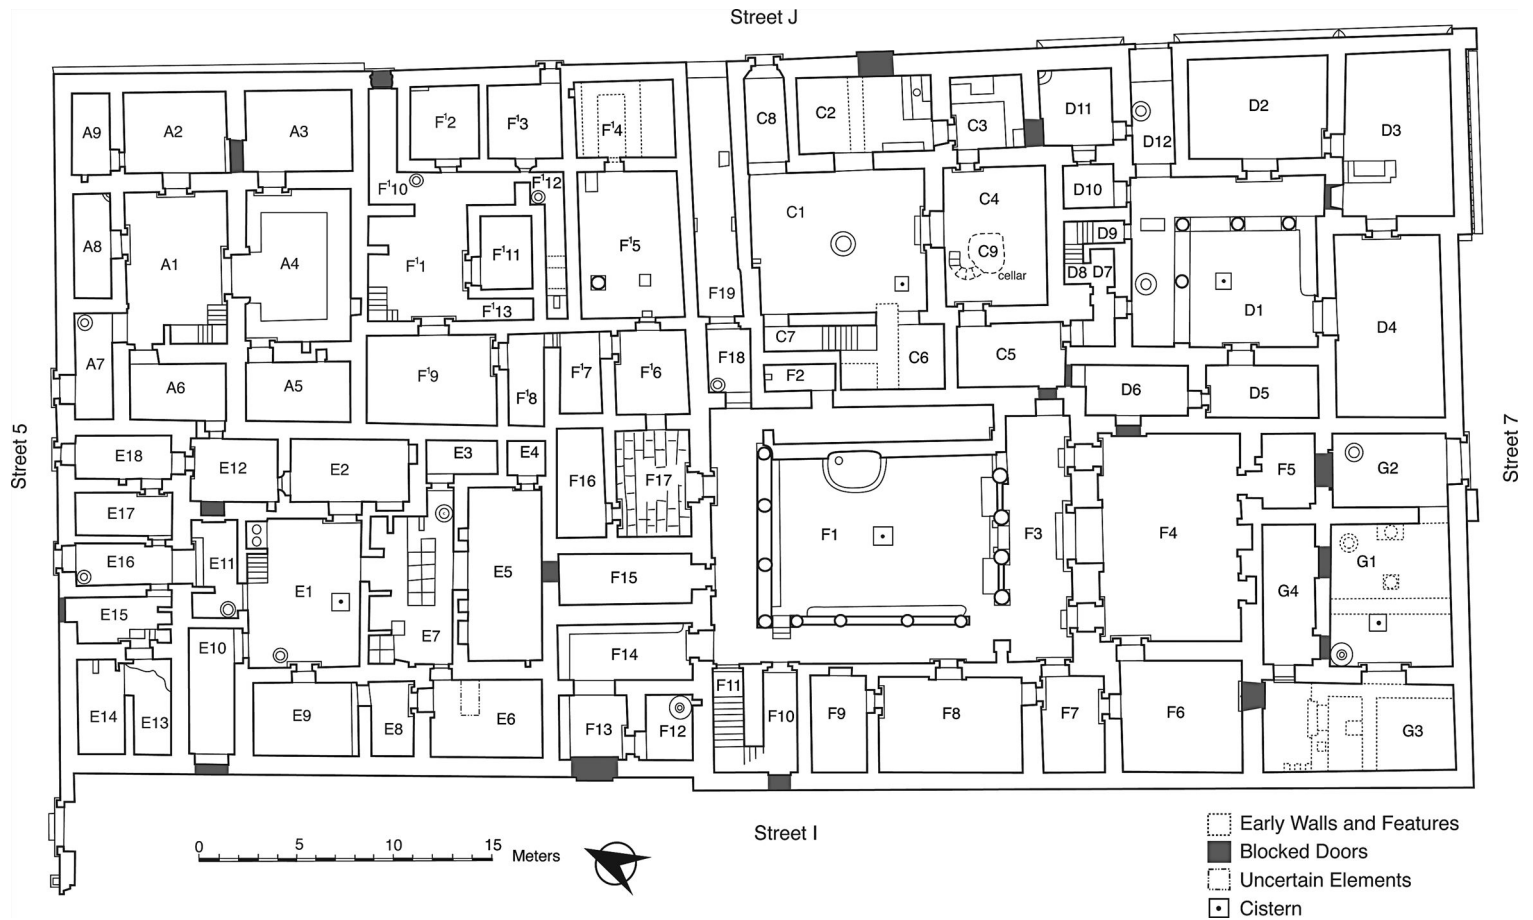 Street J
A9
A2
A3
F¹2
F¹3
F¹4
C8
C2
C3
D11
D12
D2
D3
F¹10
F¹12
D10
A8
A1
A4
F¹1
F¹11
F¹5
C1
C4
C9
cellar
D9
D8
D7
D1
D4
F¹13
F19
A7
A6
A5
F¹9
F¹8
F¹7
F¹6
F18
C7
F2
C6
C5
D6
D5
Street 5
Street 7
E18
E12
E2
E3
E4
F16
F17
F5
G2
E17
E16
E11
E15
E1
E7
E5
F15
F1
F3
F4
G4
G1
E10
F14
E14
E13
E9
E8
E6
F13
F12
F11
F10
F9
F8
F7
F6
G3
Street I
0
5
10
15
Meters
Early Walls and Features
Blocked Doors
Uncertain Elements
Cistern